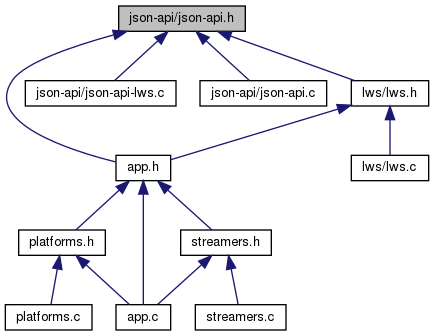 json-api/json-api.h
json-api/json-api-lws.c
json-api/json-api.c
lws/lws.h
app.h
lws/lws.c
platforms.h
streamers.h
platforms.c
app.c
streamers.c